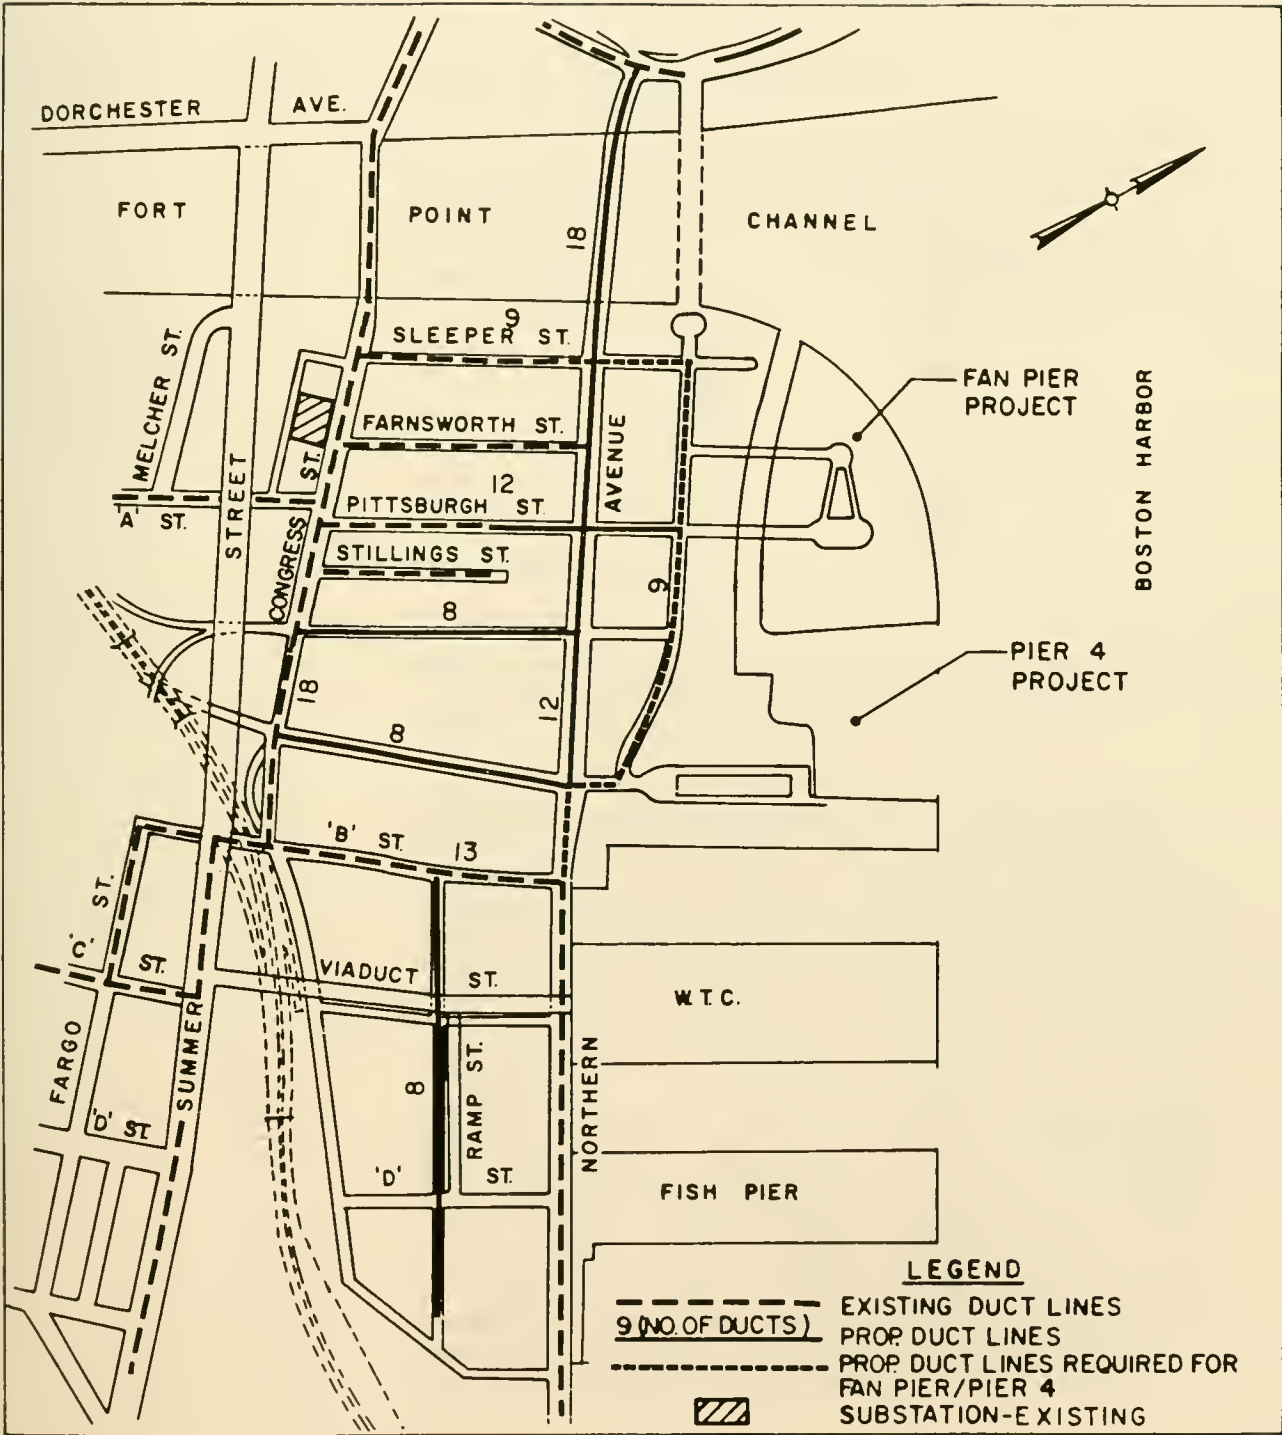 DORCHESTER AVE.
FORT POINT CHANNEL
18
9
SLEEPER ST.
MELCHER ST.
FAN PIER
PROJECT
FARNSWORTH ST.
AVENUE
BOSTON HARBOR
ST.
12
PITTSBURGH ST.
'A' ST.
STREET
CONGRESS
STILLINGS ST.
9
8
PIER 4
PROJECT
18
12
8
'B' ST.
13
ST.
'C'
ST.
VIADUCT ST.
W.T.C.
FARGO
SUMMER
8
RAMP ST.
NORTHERN
'D' ST.
'D' ST.
FISH PIER
LEGEND
EXISTING DUCT LINES
9 (NO. OF DUCTS) PROP. DUCT LINES
PROP. DUCT LINES REQUIRED FOR
FAN PIER/PIER 4
SUBSTATION-EXISTING